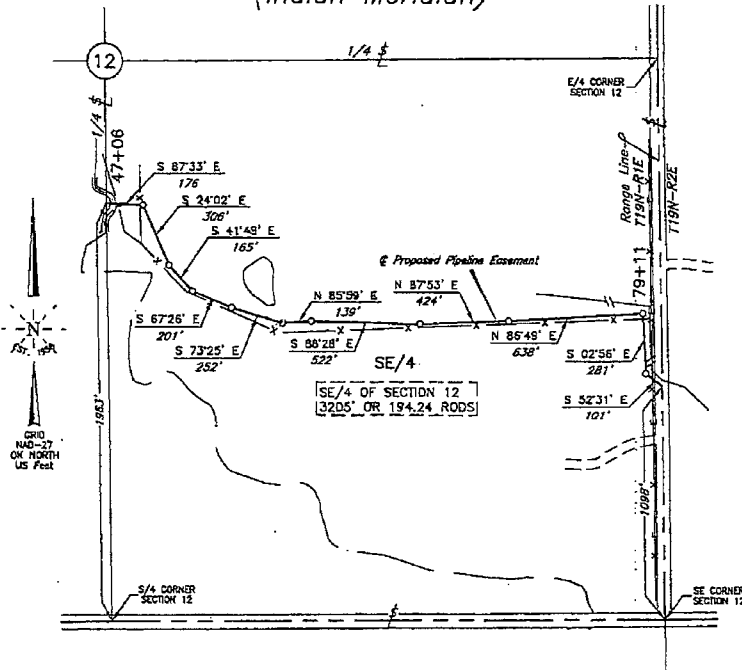 (Indian Meridian)
12
1/4 ℄
E/4 CORNER
SECTION 12
1/4 ℄
47+06
S 87°33' E
176
S 24°02' E
306'
S 41°49' E
165'
Range Line
T19N-R1E
T19N-R2E
℄ Proposed Pipeline Easement
79+11
N 85°59' E
139'
N 87°53' E
424'
S 67°26' E
201'
S 73°25' E
252'
S 88°28' E
522'
N 86°49' E
638'
S 02°56' E
281'
SE/4
SE/4 OF SECTION 12
3205' OR 194.24 RODS
S 52°31' E
101'
N
EST.
GRID
NAD-27
OK NORTH
US Feet
1983'
1098'
S/4 CORNER
SECTION 12
℄
SE CORNER
SECTION 12